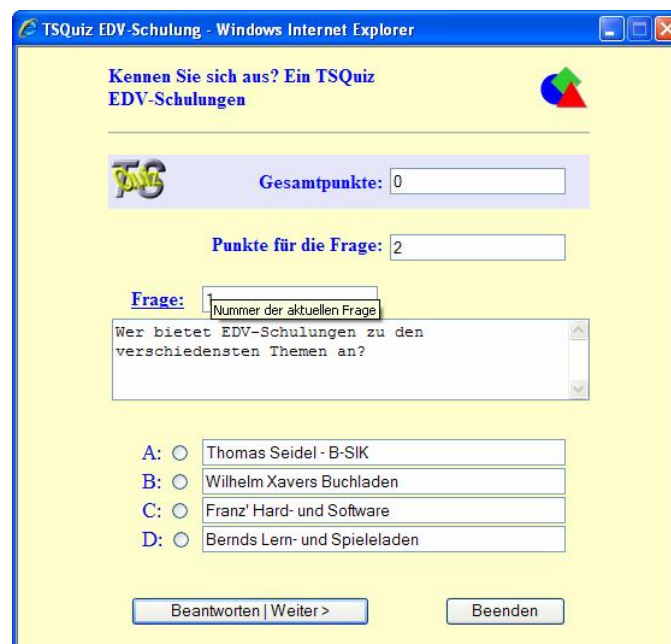 TSQuiz EDV-Schulung - Windows Internet Explorer
Kennen Sie sich aus? Ein TSQuiz
EDV-Schulungen
TS Quiz
Gesamtpunkte: 0
Punkte für die Frage: 2
Frage: 1
Nummer der aktuellen Frage
Wer bietet EDV-Schulungen zu den
verschiedensten Themen an?
A: Thomas Seidel - B-SIK
B: Wilhelm Xavers Buchladen
C: Franz' Hard- und Software
D: Bernds Lern- und Spieleladen
Beantworten | Weiter > Beenden